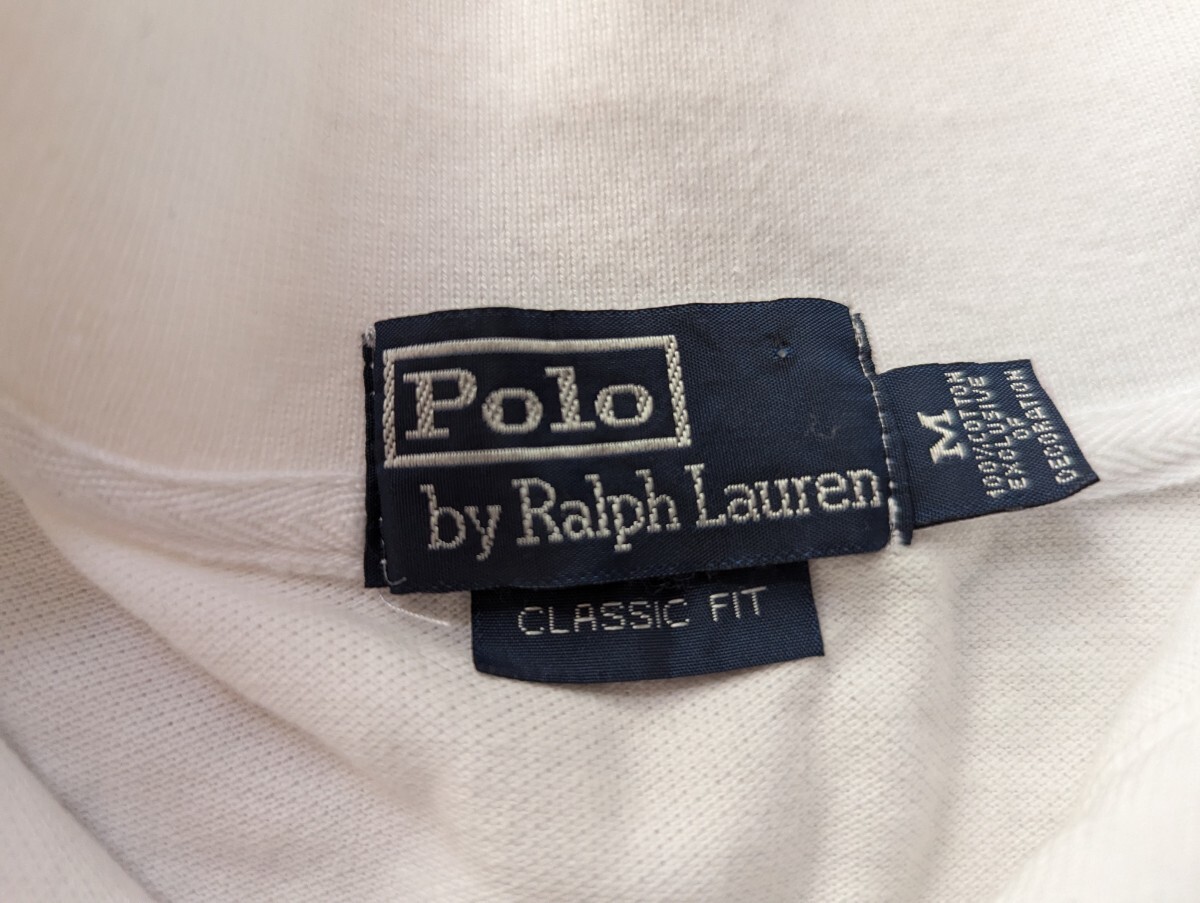 Polo
by Ralph Lauren
M
100%COTTON
EXCLUSIVE
OF
DECORATION
CLASSIC FIT